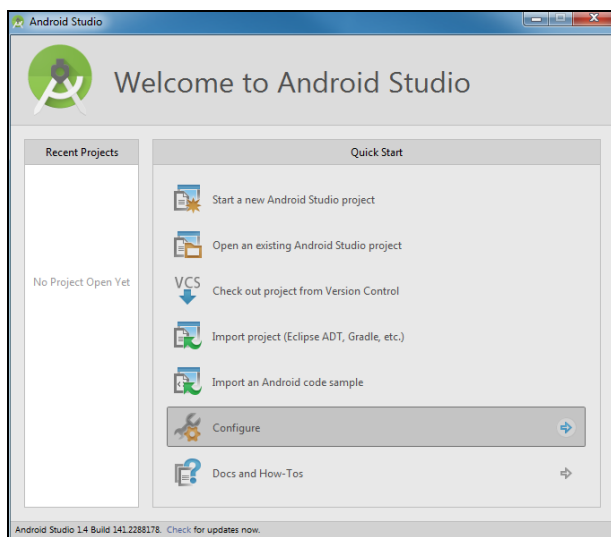 Android Studio
Welcome to Android Studio
Recent Projects
No Project Open Yet
Quick Start
Start a new Android Studio project
Open an existing Android Studio project
VCS
Check out project from Version Control
Import project (Eclipse ADT, Gradle, etc.)
Import an Android code sample
Configure
Docs and How-Tos
Android Studio 1.4 Build 141.2288178. Check for updates now.